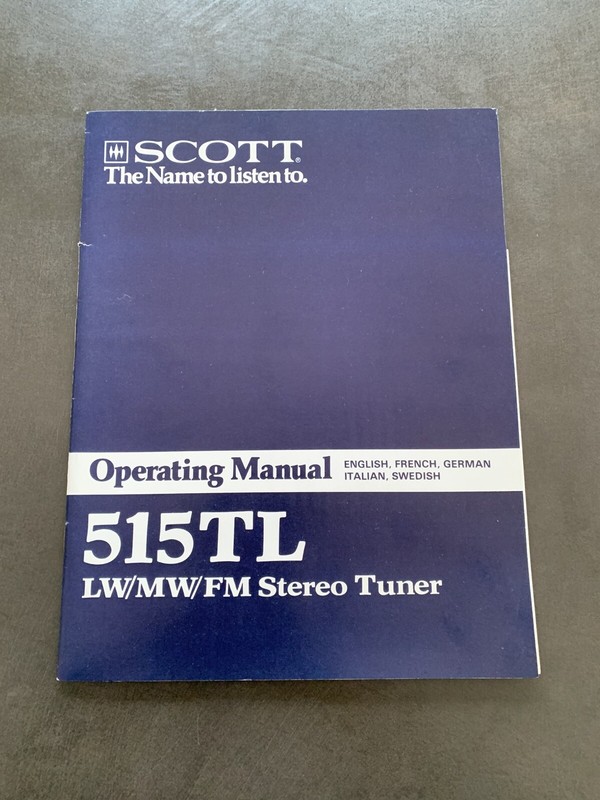 SCOTT®
The Name to listen to.
Operating Manual
ENGLISH, FRENCH, GERMAN
ITALIAN, SWEDISH
515TL
LW/MW/FM Stereo Tuner